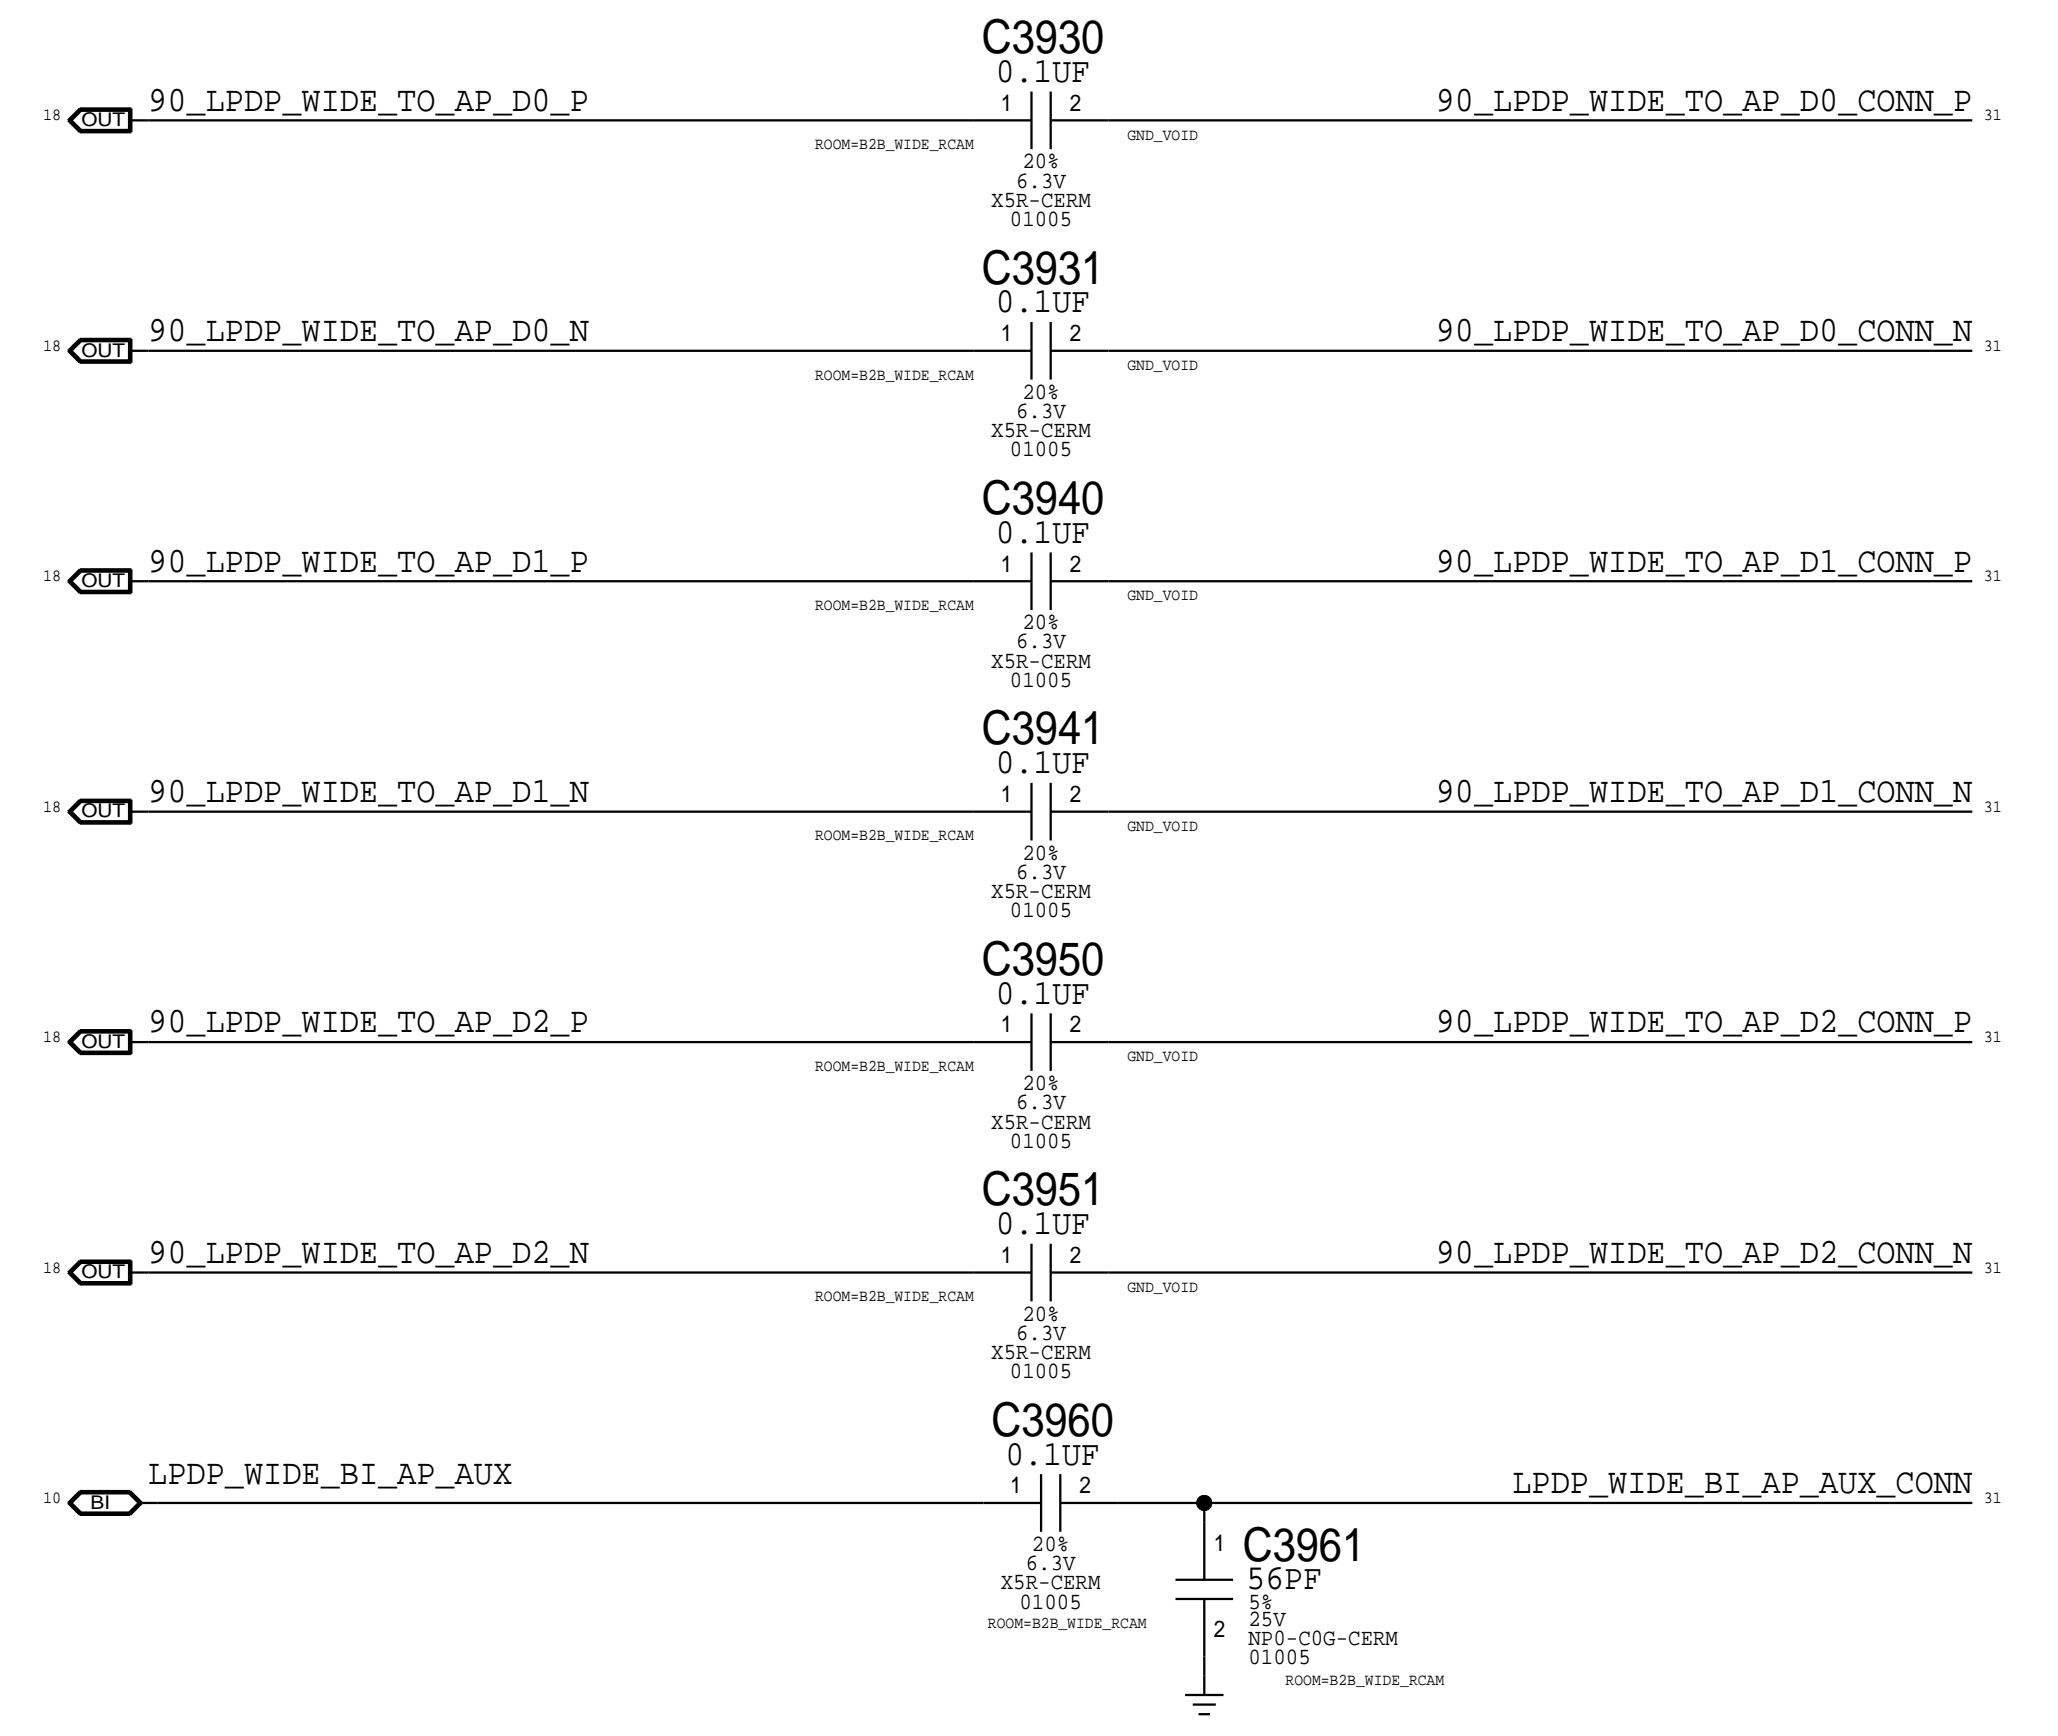 C3930
0.1UF
18 OUT 90_LPDP_WIDE_TO_AP_D0_P 1 2 90_LPDP_WIDE_TO_AP_D0_CONN_P 31
ROOM=B2B_WIDE_RCAM GND_VOID
20%
6.3V
X5R-CERM
01005
C3931
0.1UF
18 OUT 90_LPDP_WIDE_TO_AP_D0_N 1 2 90_LPDP_WIDE_TO_AP_D0_CONN_N 31
ROOM=B2B_WIDE_RCAM GND_VOID
20%
6.3V
X5R-CERM
01005
C3940
0.1UF
18 OUT 90_LPDP_WIDE_TO_AP_D1_P 1 2 90_LPDP_WIDE_TO_AP_D1_CONN_P 31
ROOM=B2B_WIDE_RCAM GND_VOID
20%
6.3V
X5R-CERM
01005
C3941
0.1UF
18 OUT 90_LPDP_WIDE_TO_AP_D1_N 1 2 90_LPDP_WIDE_TO_AP_D1_CONN_N 31
ROOM=B2B_WIDE_RCAM GND_VOID
20%
6.3V
X5R-CERM
01005
C3950
0.1UF
18 OUT 90_LPDP_WIDE_TO_AP_D2_P 1 2 90_LPDP_WIDE_TO_AP_D2_CONN_P 31
ROOM=B2B_WIDE_RCAM GND_VOID
20%
6.3V
X5R-CERM
01005
C3951
0.1UF
18 OUT 90_LPDP_WIDE_TO_AP_D2_N 1 2 90_LPDP_WIDE_TO_AP_D2_CONN_N 31
ROOM=B2B_WIDE_RCAM GND_VOID
20%
6.3V
X5R-CERM
01005
C3960
0.1UF
10 BI LPDP_WIDE_BI_AP_AUX 1 2 LPDP_WIDE_BI_AP_AUX_CONN 31
20%
6.3V
X5R-CERM
01005
ROOM=B2B_WIDE_RCAM
1 C3961
56PF
5%
25V
2 NP0-C0G-CERM
01005
ROOM=B2B_WIDE_RCAM